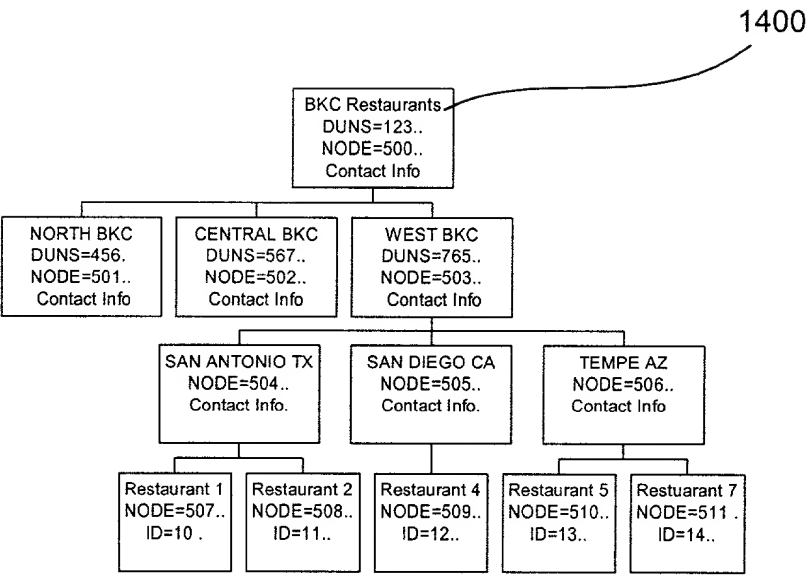 1400
BKC Restaurants
DUNS=123..
NODE=500..
Contact Info
NORTH BKC
DUNS=456.
NODE=501..
Contact Info
CENTRAL BKC
DUNS=567..
NODE=502..
Contact Info
WEST BKC
DUNS=765..
NODE=503..
Contact Info
SAN ANTONIO TX
NODE=504..
Contact Info.
SAN DIEGO CA
NODE=505..
Contact Info.
TEMPE AZ
NODE=506..
Contact Info
Restaurant 1
NODE=507..
ID=10 .
Restaurant 2
NODE=508..
ID=11..
Restaurant 4
NODE=509..
ID=12..
Restaurant 5
NODE=510..
ID=13..
Restuarant 7
NODE=511 .
ID=14..